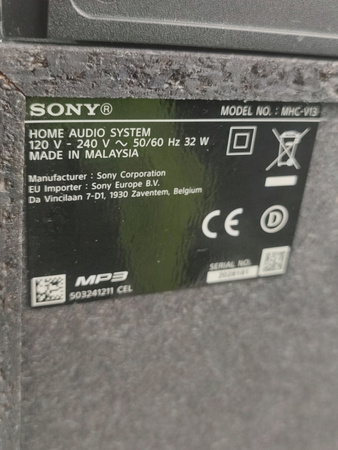 SONY® MODEL NO. : MHC-V13
HOME AUDIO SYSTEM
120 V - 240 V ~ 50/60 Hz 32 W
MADE IN MALAYSIA
Manufacturer : Sony Corporation
EU Importer : Sony Europe B.V.
Da Vincilaan 7-D1, 1930 Zaventem, Belgium
CE D
MP3 SERIAL NO.
503241211 CEL